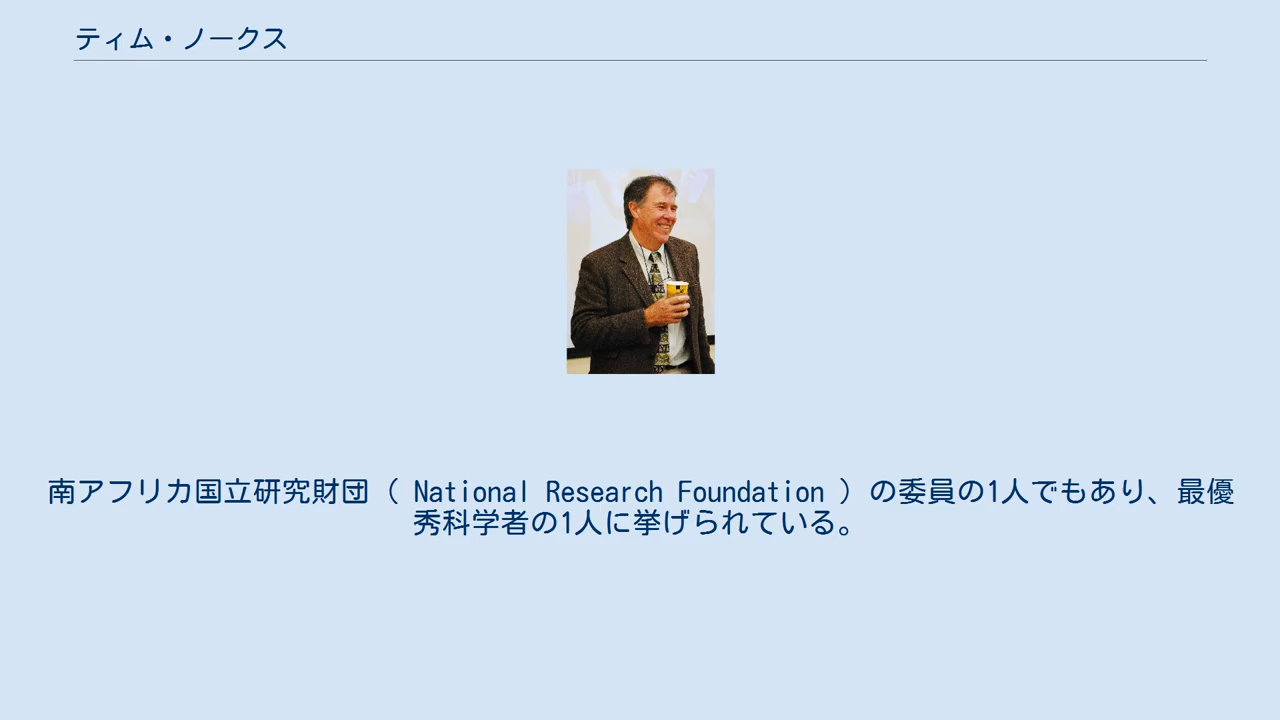 ティム・ノークス
南アフリカ国立研究財団（ National Research Foundation ）の委員の1人でもあり、最優
秀科学者の1人に挙げられている。